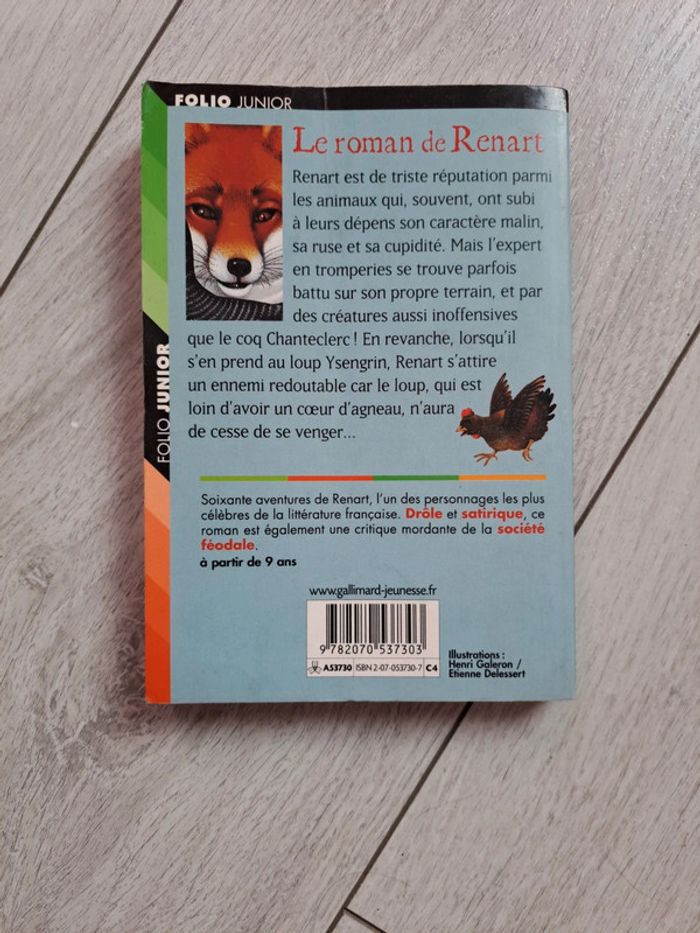 FOLIO JUNIOR
Le roman de Renart
Renart est de triste réputation parmi
les animaux qui, souvent, ont subi
à leurs dépens son caractère malin,
sa ruse et sa cupidité. Mais l'expert
en tromperies se trouve parfois
battu sur son propre terrain, et par
des créatures aussi inoffensives
que le coq Chanteclerc ! En revanche, lorsqu'il
s'en prend au loup Ysengrin, Renart s'attire
un ennemi redoutable car le loup, qui est
loin d'avoir un cœur d'agneau, n'aura
de cesse de se venger...
FOLIO JUNIOR
Soixante aventures de Renart, l'un des personnages les plus
célèbres de la littérature française. Drôle et satirique, ce
roman est également une critique mordante de la société
féodale.
à partir de 9 ans
www.gallimard-jeunesse.fr
9 782070 537303
A53730 ISBN 2-07-053730-7 C4
Illustrations :
Henri Galeron /
Etienne Delessert